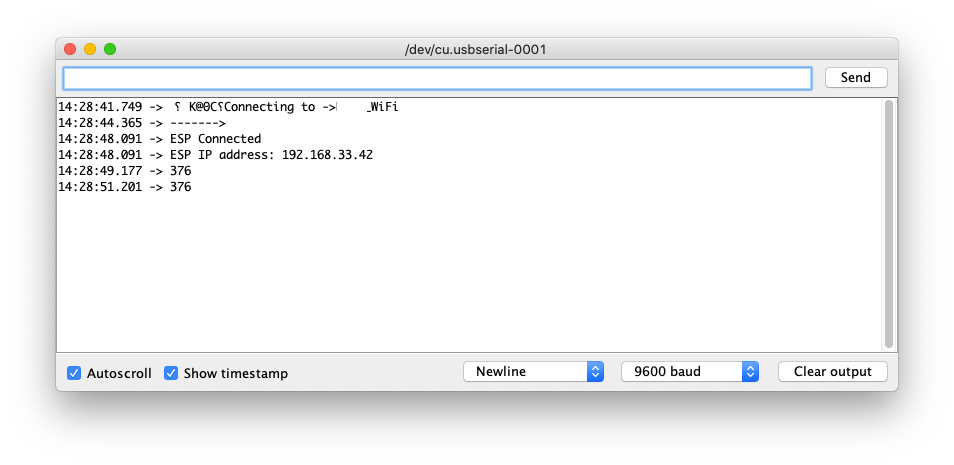 /dev/cu.usbserial-0001
Send
14:28:41.749 -> Connecting to -> _WiFi
14:28:44.365 -> ------->
14:28:48.091 -> ESP Connected
14:28:48.091 -> ESP IP address: 192.168.33.42
14:28:49.177 -> 376
14:28:51.201 -> 376
Autoscroll Show timestamp Newline 9600 baud Clear output